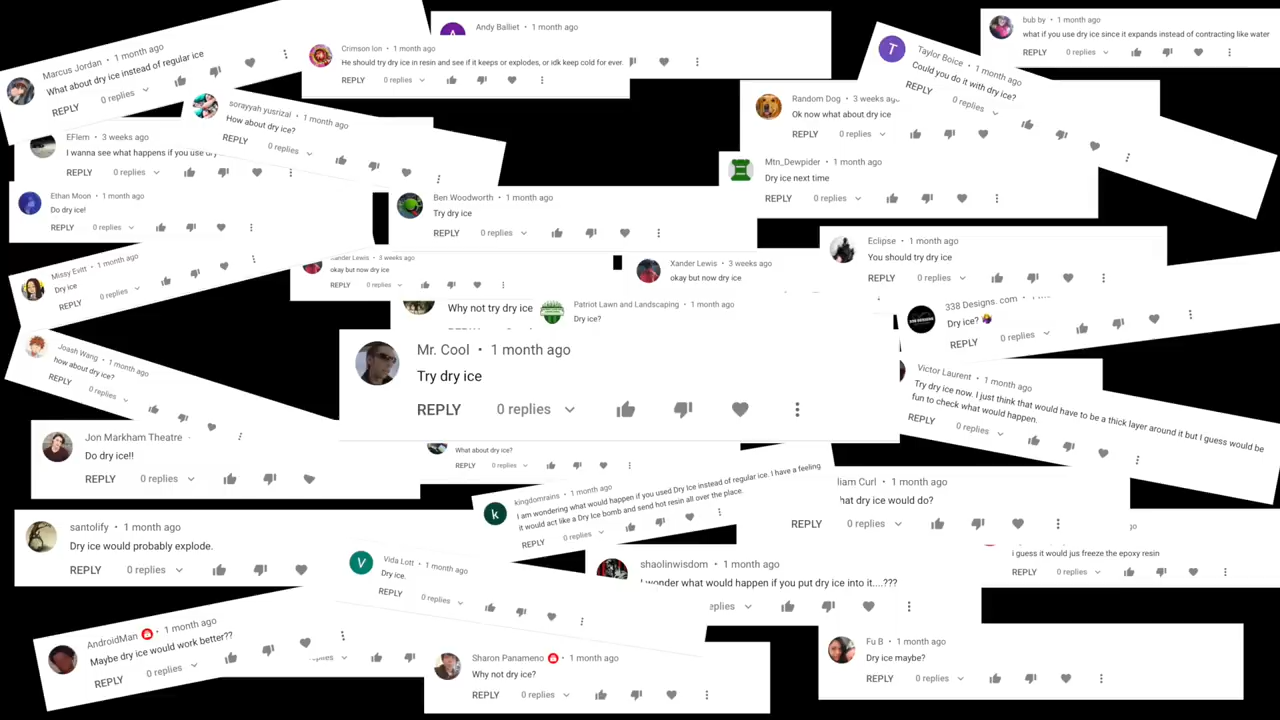 Marcus Jordan • 1 month ago
What about dry ice instead of regular ice
REPLY 0 replies
Andy Balliet • 1 month ago
Crimson Ion • 1 month ago
He should try dry ice in resin and see if it keeps or explodes, or idk keep cold for ever.
REPLY 0 replies
bub by • 1 month ago
what if you use dry ice since it expands instead of contracting like water
REPLY 0 replies
Taylor Boice • 1 month ago
Could you do it with dry ice?
REPLY 0 replies
sorayyah yusrizal • 1 month ago
How about dry ice?
REPLY 0 replies
Random Dog • 3 weeks ago
Ok now what about dry ice
REPLY 0 replies
EFlem • 3 weeks ago
I wanna see what happens if you use dry
REPLY 0 replies
Mtn_Dewpider • 1 month ago
Dry ice next time
REPLY 0 replies
Ethan Moon • 1 month ago
Do dry ice!
REPLY 0 replies
Ben Woodworth • 1 month ago
Try dry ice
REPLY 0 replies
Eclipse • 1 month ago
You should try dry ice
REPLY 0 replies
Missy Evitt • 1 month ago
Dry ice
REPLY 0 replies
Xander Lewis • 3 weeks ago
okay but now dry ice
REPLY 0 replies
Xander Lewis • 3 weeks ago
okay but now dry ice
Why not try dry ice
Patriot Lawn and Landscaping • 1 month ago
Dry ice?
338 Designs. com •
Dry ice? 🤷
REPLY 0 replies
Joash Wang • 1 month ago
how about dry ice?
REPLY 0 replies
Mr. Cool • 1 month ago
Try dry ice
REPLY 0 replies
Victor Laurent • 1 month ago
Try dry ice now. I just think that would have to be a thick layer around it but I guess would be
fun to check what would happen.
REPLY 0 replies
Jon Markham Theatre
Do dry ice!!
REPLY 0 replies
What about dry ice?
REPLY 0 replies
kingdomrains • 1 month ago
I am wondering what would happen if you used Dry Ice instead of regular ice. I have a feeling
it would act like a Dry Ice bomb and send hot resin all over the place.
REPLY 0 replies
liam Curl • 1 month ago
hat dry ice would do?
REPLY 0 replies
santolify • 1 month ago
Dry ice would probably explode.
REPLY 0 replies
ago
i guess it would jus freeze the epoxy resin
REPLY 0 replies
Vida Lott • 1 month ago
Dry ice.
REPLY 0 replies
shaolinwisdom • 1 month ago
I wonder what would happen if you put dry ice into it....???
eplies
AndroidMan • 1 month ago
Maybe dry ice would work better??
REPLY 0 replies
replies
Sharon Panameno • 1 month ago
Why not dry ice?
REPLY 0 replies
Fu B • 1 month ago
Dry ice maybe?
REPLY 0 replies